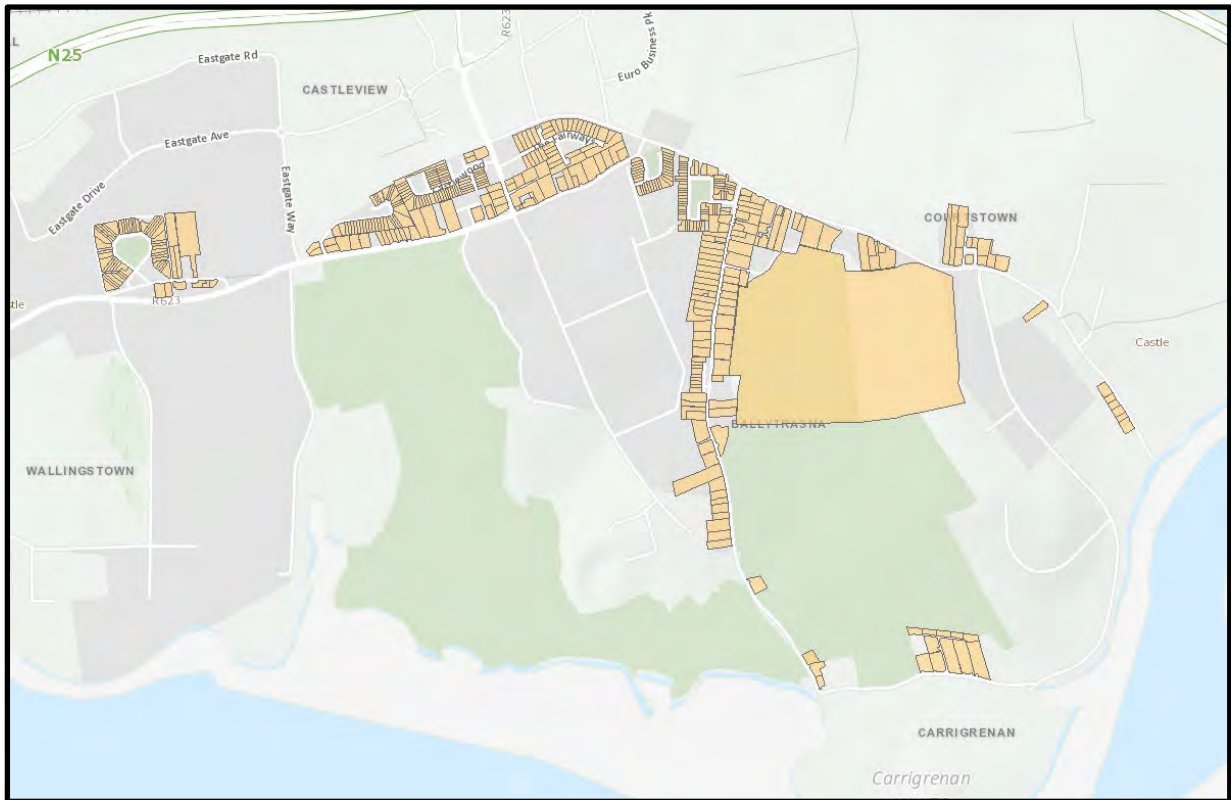 N25
R623
Euro Business Pk
Eastgate Rd
CASTLEVIEW
Eastgate Ave
Eastgate Drive
Eastgate Way
COURTSTOWN
R623
Castle
BALLYTRASNA
WALLINGSTOWN
CARRIGRENAN
Carrigrenan